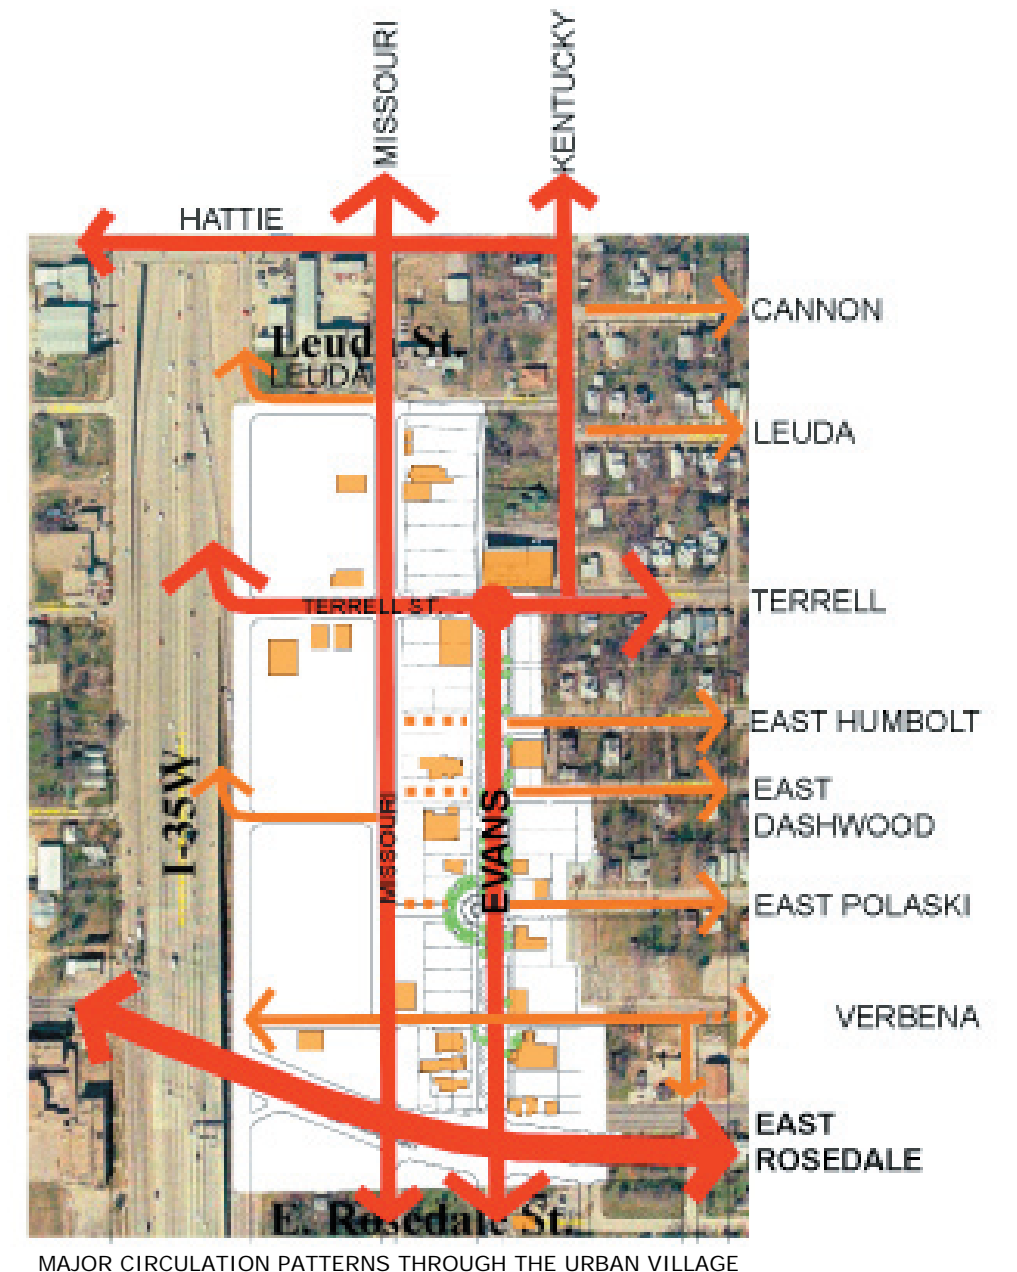 MISSOURI
KENTUCKY
HATTIE
CANNON
Leuda St.
LEUDA
LEUDA
TERRELL ST.
TERRELL
EAST HUMBOLT
I-35W
EAST
DASHWOOD
MISSOURI
EVANS
EAST POLASKI
VERBENA
EAST
ROSEDALE
E. Rosedale St.
MAJOR CIRCULATION PATTERNS THROUGH THE URBAN VILLAGE